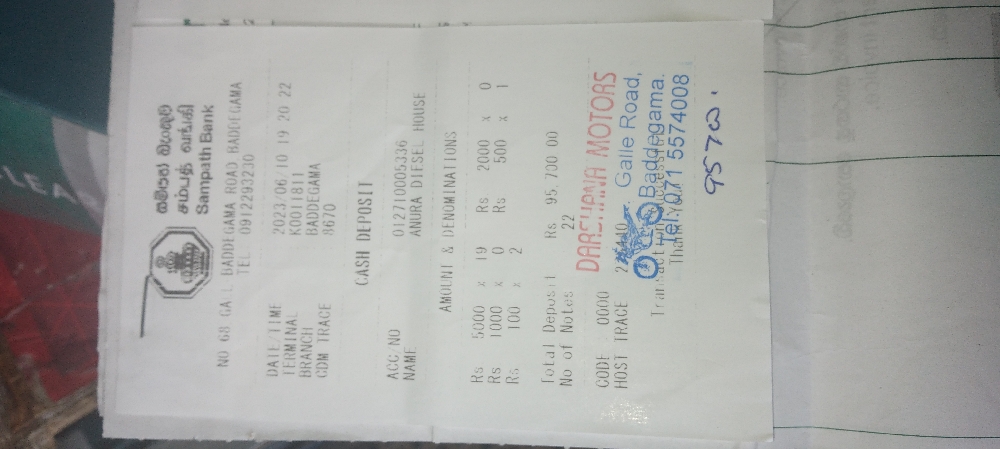 සම්පත් බැංකුව
சம்பத் வங்கி
Sampath Bank
NO 68 GA L BADDEGAMA ROAD BADDEGAMA
TEL 0912293230
DATE/TIME 2023/06/10 19 20 22
TERMINAL K0011811
BRANCH BADDEGAMA
CDM TRACE 8670
CASH DEPOSIT
ACC NO 012710005336
NAME ANURA DIESEL HOUSE
AMOUNT & DENOMINATIONS
Rs 5000 x 19 Rs 2000 x 0
Rs 1000 x 0 Rs 500 x 1
Rs 100 x 2
Total Deposit Rs 95,700 00
No of Notes 22
DARSHANA MOTORS
CODE 0000
HOST TRACE
Galle Road,
Baddegama.
Tel: 071 5574008
95700.